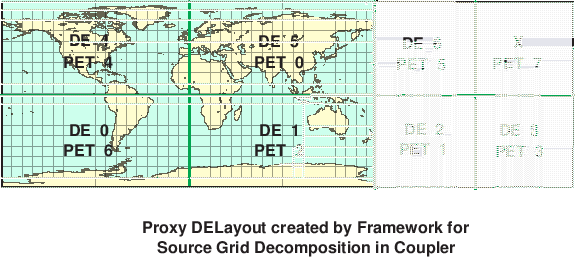 DE 4
PET 4
DE 5
PET 0
DE 6
PET 5
X
PET 7
DE 0
PET 6
DE 1
PET 2
DE 2
PET 1
PET 3
Proxy DELayout created by Framework for
Source Grid Decomposition in Coupler